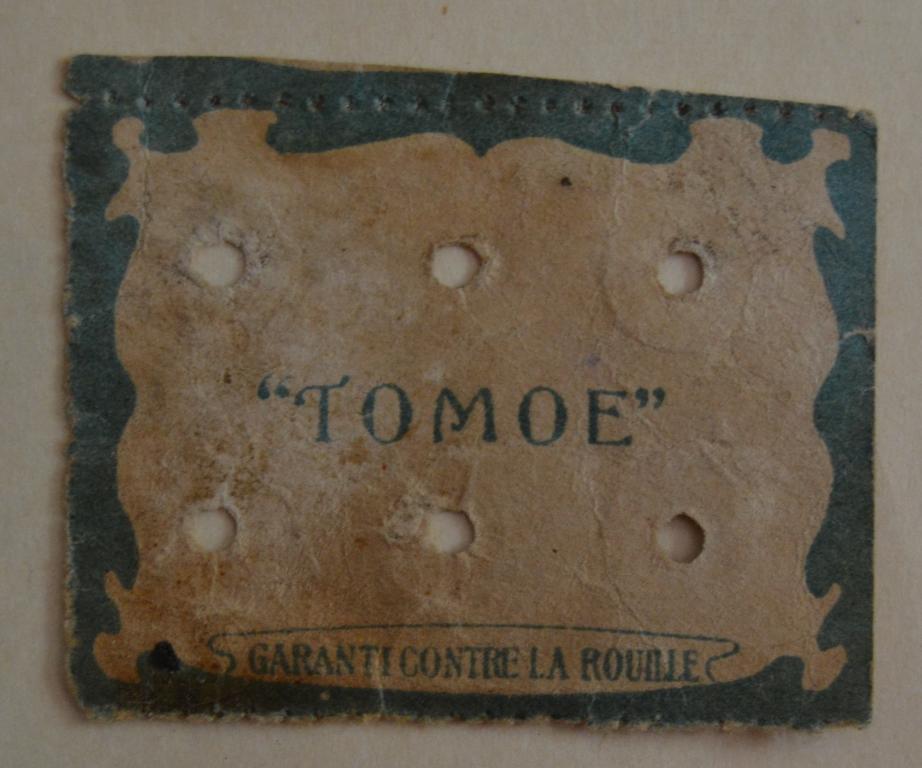 “TOMOE”
GARANTI CONTRE LA ROUILLE